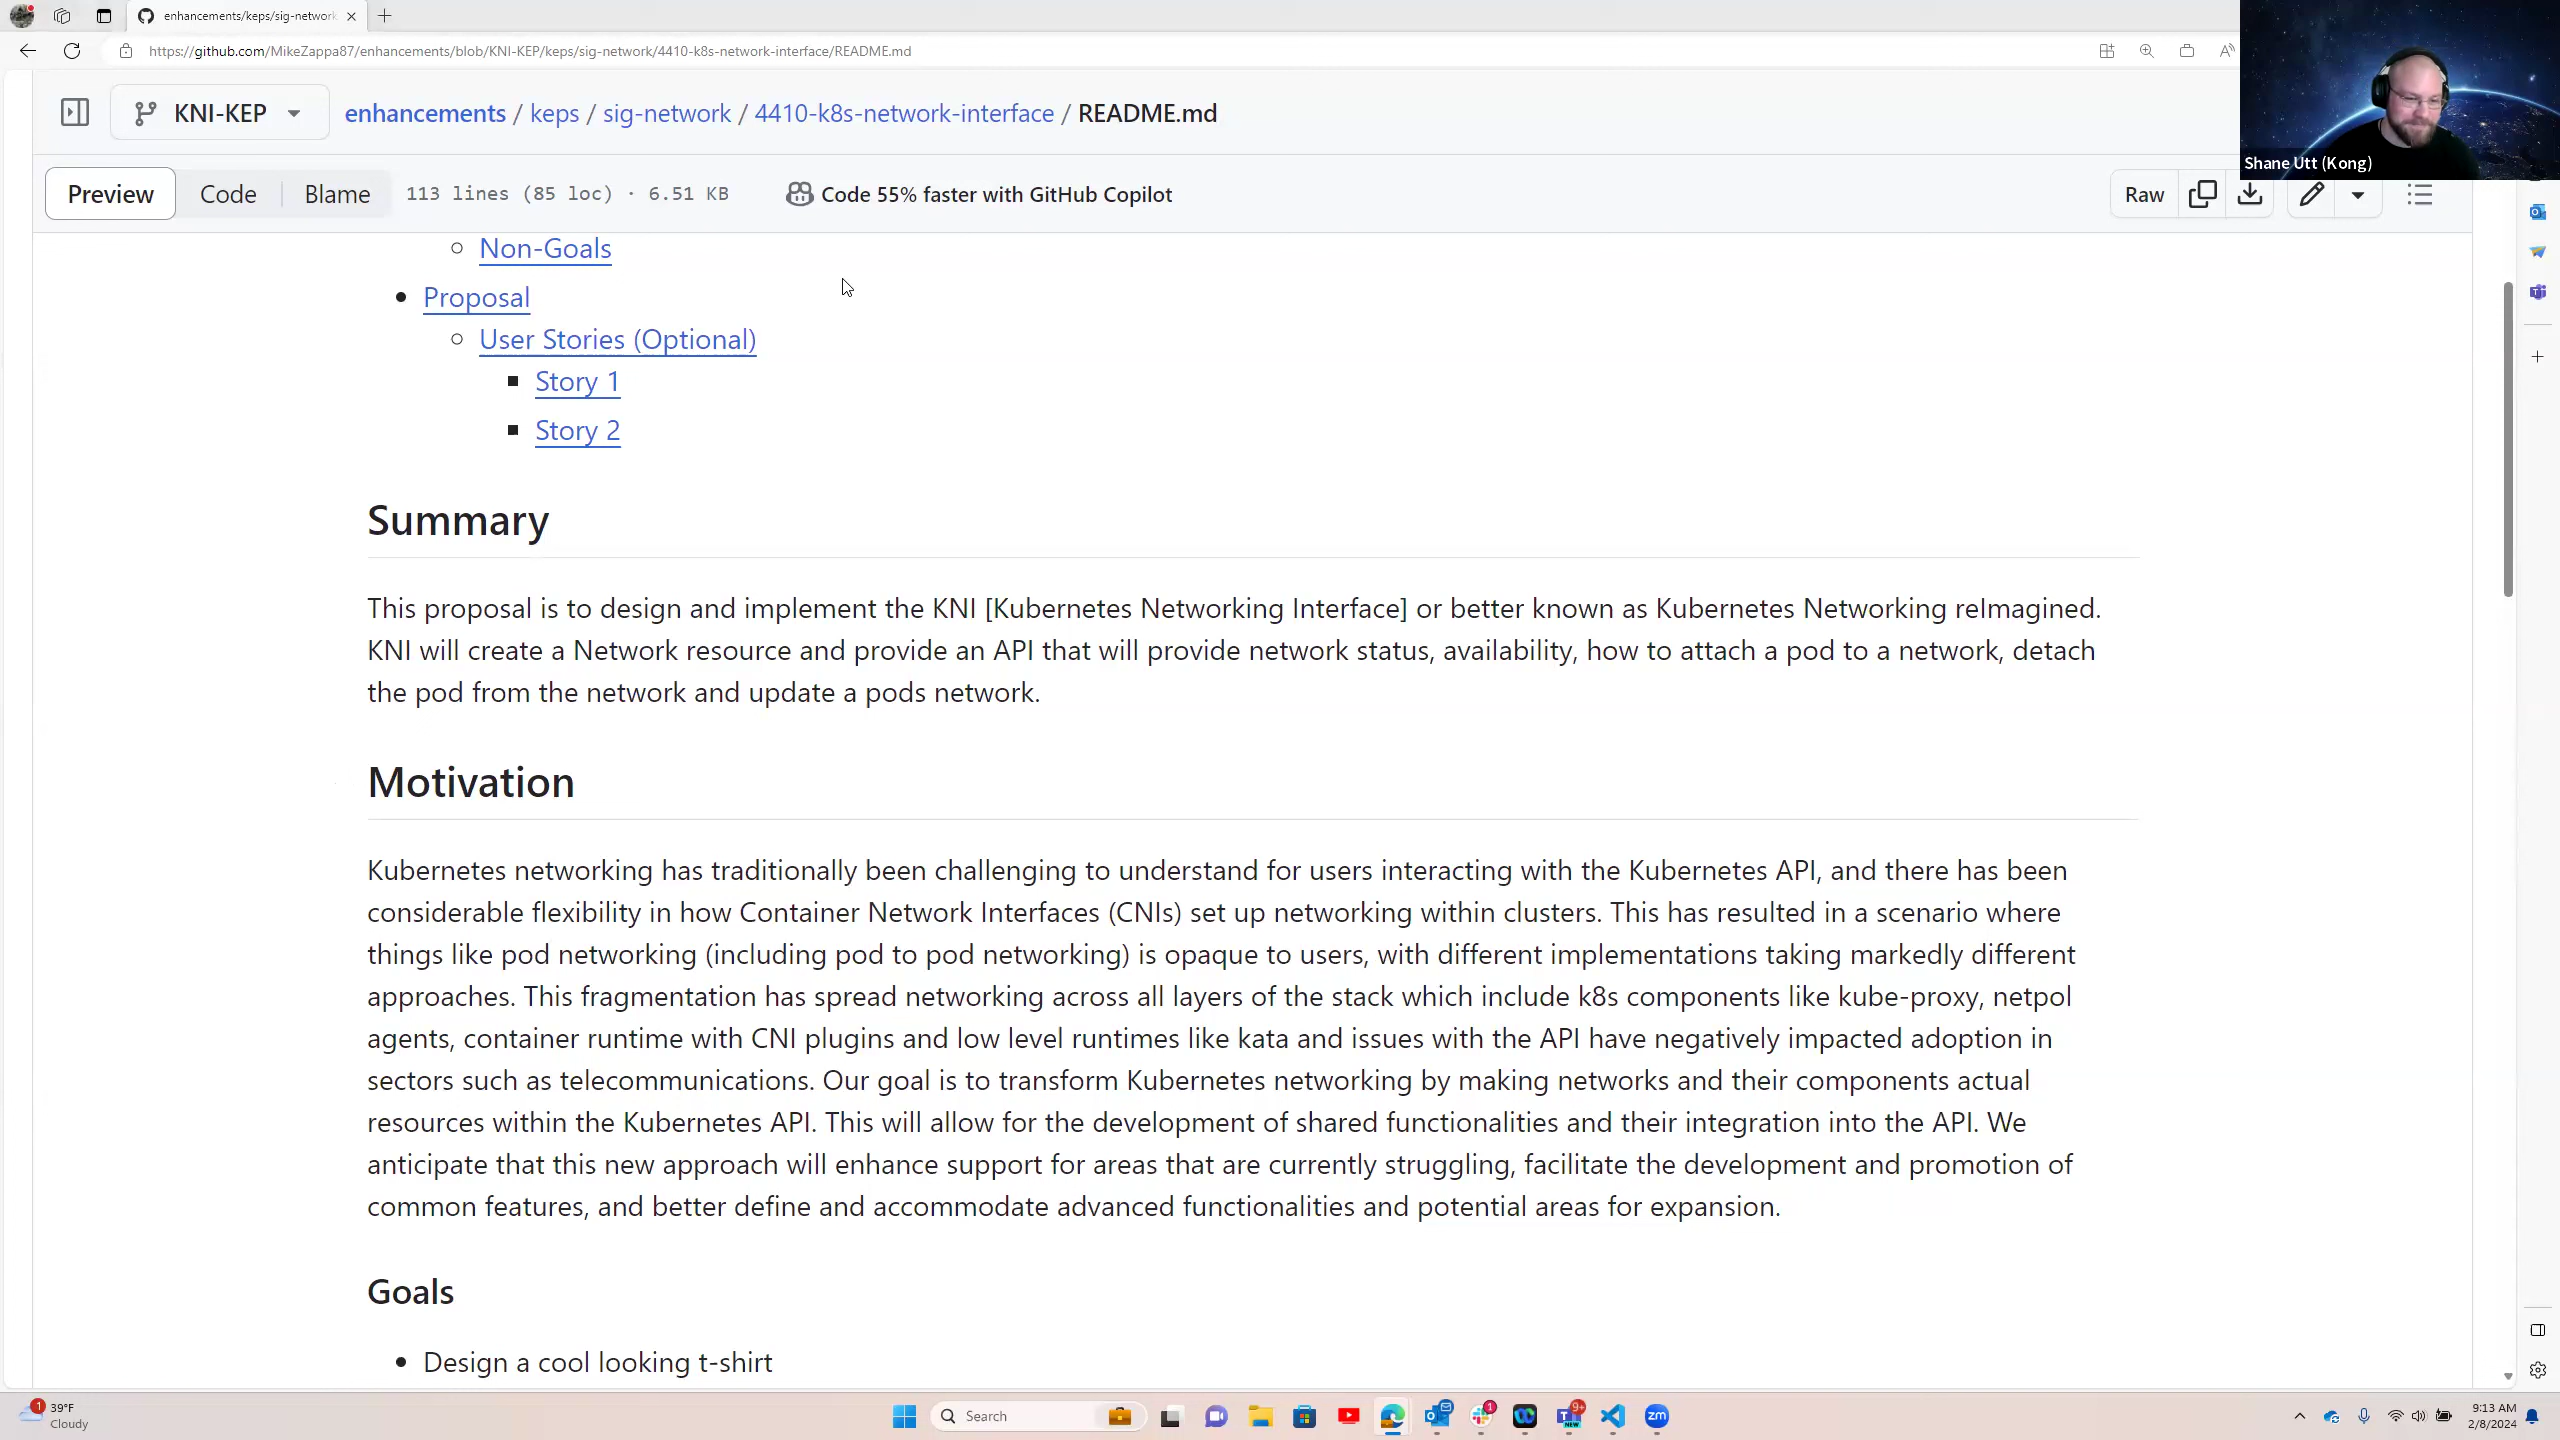 enhancements/keps/sig-network
https://github.com/MikeZappa87/enhancements/blob/KNI-KEP/keps/sig-network/4410-k8s-network-interface/README.md
KNI-KEP
enhancements / keps / sig-network / 4410-k8s-network-interface / README.md
Shane Utt (Kong)
Preview Code Blame 113 lines (85 loc) · 6.51 KB Code 55% faster with GitHub Copilot Raw
Non-Goals
Proposal
User Stories (Optional)
Story 1
Story 2
Summary
This proposal is to design and implement the KNI [Kubernetes Networking Interface] or better known as Kubernetes Networking reImagined.
KNI will create a Network resource and provide an API that will provide network status, availability, how to attach a pod to a network, detach
the pod from the network and update a pods network.
Motivation
Kubernetes networking has traditionally been challenging to understand for users interacting with the Kubernetes API, and there has been
considerable flexibility in how Container Network Interfaces (CNIs) set up networking within clusters. This has resulted in a scenario where
things like pod networking (including pod to pod networking) is opaque to users, with different implementations taking markedly different
approaches. This fragmentation has spread networking across all layers of the stack which include k8s components like kube-proxy, netpol
agents, container runtime with CNI plugins and low level runtimes like kata and issues with the API have negatively impacted adoption in
sectors such as telecommunications. Our goal is to transform Kubernetes networking by making networks and their components actual
resources within the Kubernetes API. This will allow for the development of shared functionalities and their integration into the API. We
anticipate that this new approach will enhance support for areas that are currently struggling, facilitate the development and promotion of
common features, and better define and accommodate advanced functionalities and potential areas for expansion.
Goals
Design a cool looking t-shirt
1
39°F
Cloudy
Search
1
9+
NEW
zm
9:13 AM
2/8/2024